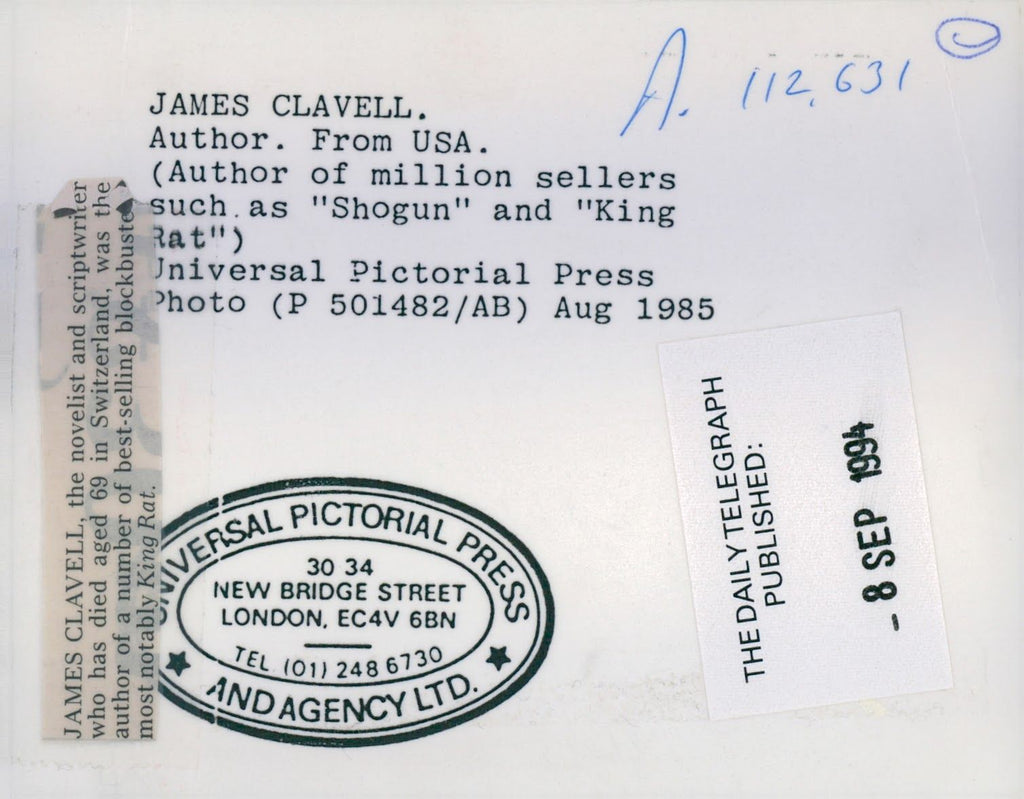 A. 112,631
JAMES CLAVELL.
Author. From USA.
(Author of million sellers
such as "Shogun" and "King
Rat")
Universal Pictorial Press
Photo (P 501482/AB) Aug 1985
JAMES CLAVELL, the novelist and scriptwriter
who has died aged 69 in Switzerland, was the
author of a number of best-selling blockbuste
most notably King Rat.
UNIVERSAL PICTORIAL PRESS
30 34
NEW BRIDGE STREET
LONDON, EC4V 6BN
TEL (01) 248 6730
AND AGENCY LTD.
THE DAILY TELEGRAPH
PUBLISHED:
- 8 SEP 1994